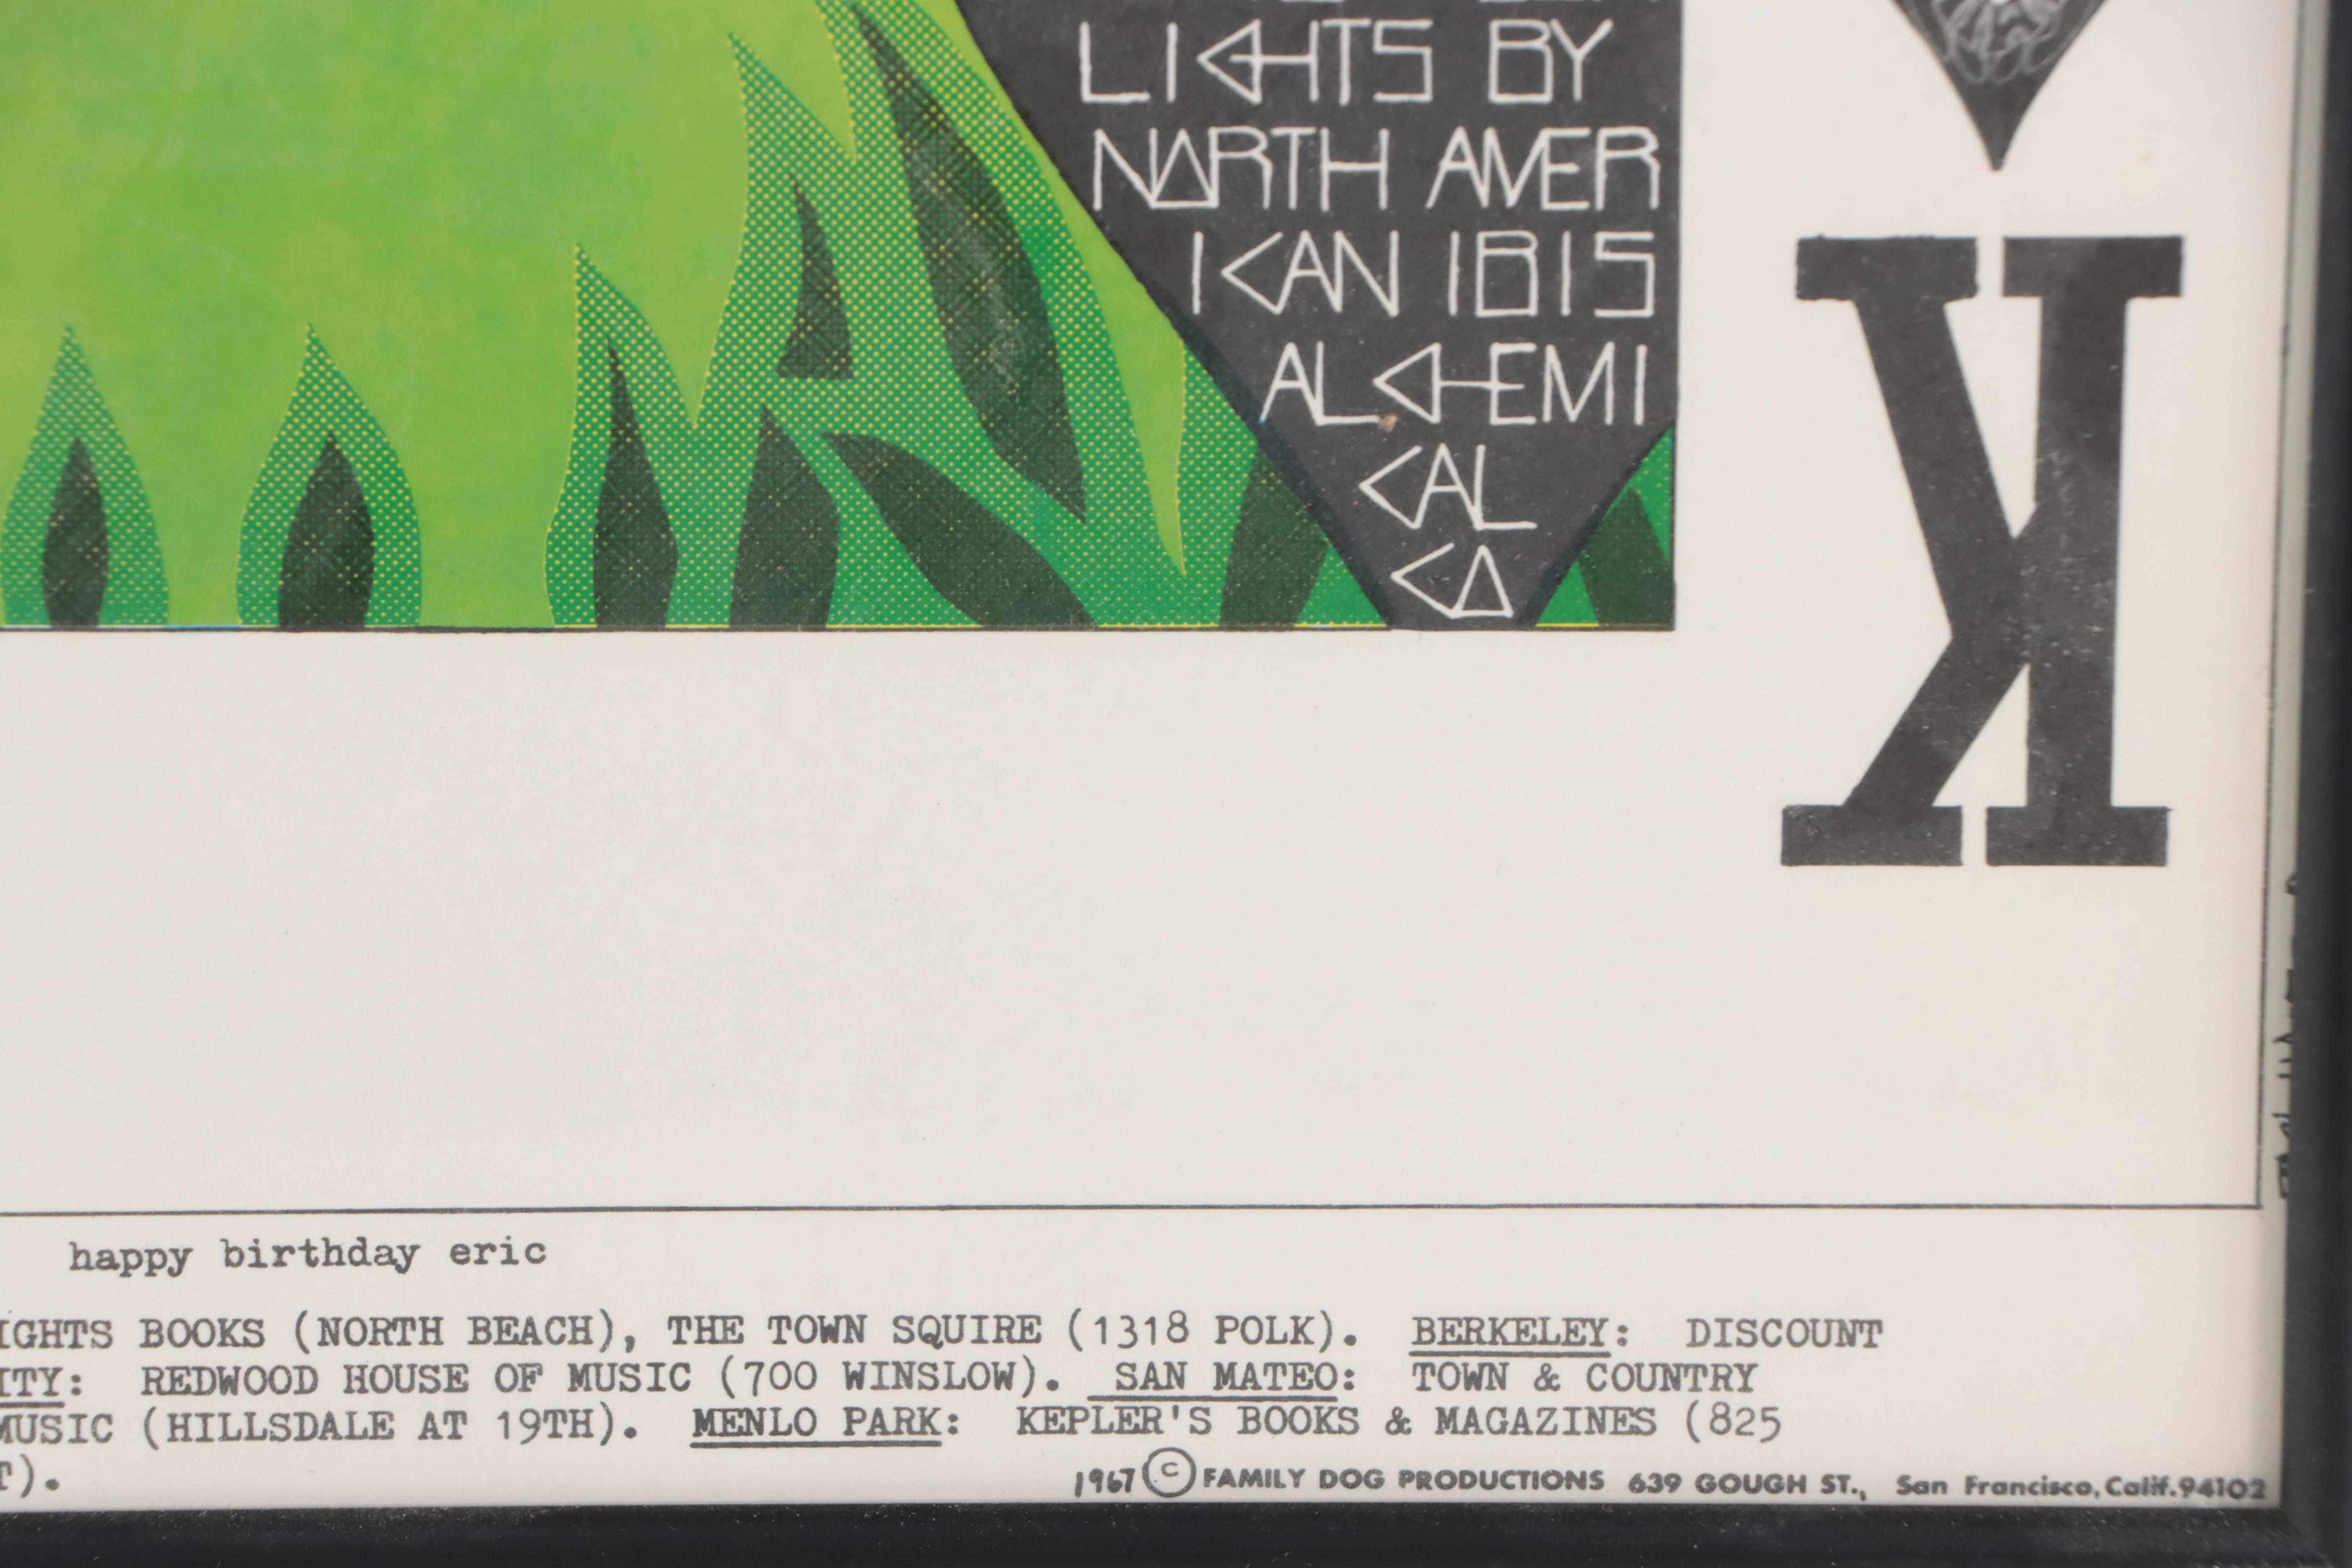 LIGHTS BY
NORTH AMER
ICAN IBIS
ALCHEMI
CAL
CO
K
happy birthday eric
IGHTS BOOKS (NORTH BEACH), THE TOWN SQUIRE (1318 POLK). BERKELEY: DISCOUNT
ITY: REDWOOD HOUSE OF MUSIC (700 WINSLOW). SAN MATEO: TOWN & COUNTRY
MUSIC (HILLSDALE AT 19TH). MENLO PARK: KEPLER'S BOOKS & MAGAZINES (825
T).
1967 © FAMILY DOG PRODUCTIONS 639 GOUGH ST., San Francisco, Calif. 94102